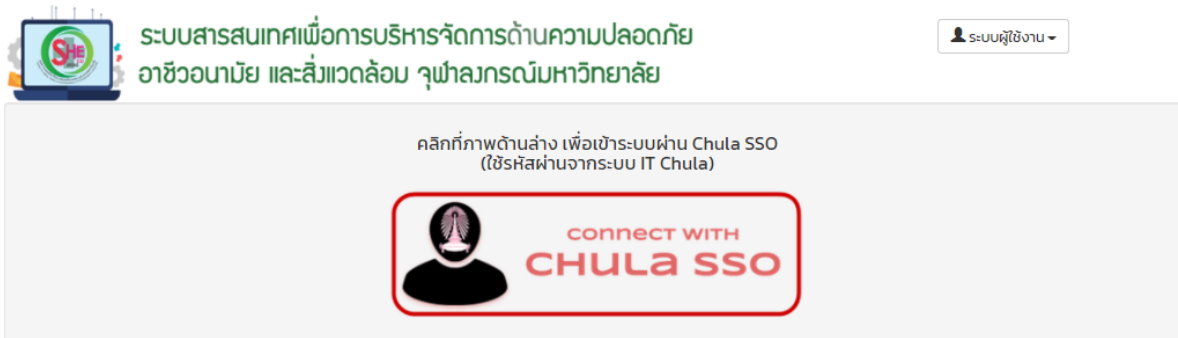 SHE
ระบบสารสนเทศเพื่อการบริหารจัดการด้านความปลอดภัย
อาชีวอนามัย และสิ่งแวดล้อม จุฬาลงกรณ์มหาวิทยาลัย
ระบบผู้ใช้งาน
คลิกที่ภาพด้านล่าง เพื่อเข้าระบบผ่าน Chula SSO
(ใช้รหัสผ่านจากระบบ IT Chula)
CONNECT WITH
CHULA SSO